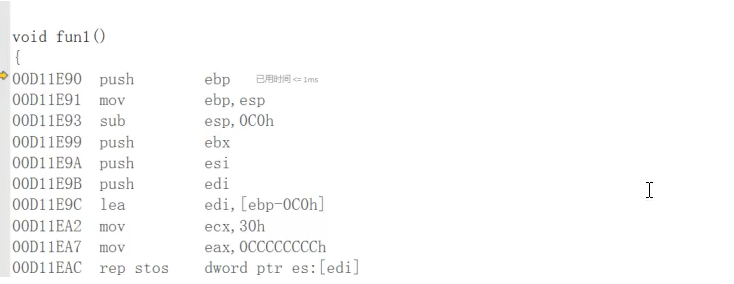 void fun1()
{
00D11E90 push ebp 已用时间 <= 1ms
00D11E91 mov ebp,esp
00D11E93 sub esp,0C0h
00D11E99 push ebx
00D11E9A push esi
00D11E9B push edi
00D11E9C lea edi,[ebp-0C0h]
00D11EA2 mov ecx,30h
00D11EA7 mov eax,0CCCCCCCCh
00D11EAC rep stos dword ptr es:[edi]